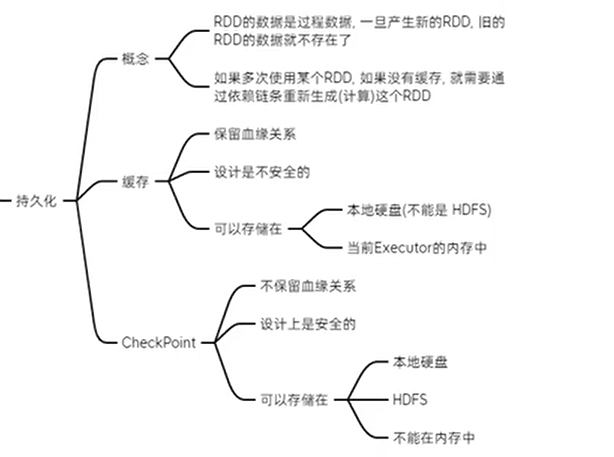 RDD的数据是过程数据, 一旦产生新的RDD, 旧的
RDD的数据就不存在了
概念
如果多次使用某个RDD, 如果没有缓存, 就需要通
过依赖链条重新生成(计算)这个RDD
保留血缘关系
设计是不安全的
缓存
本地硬盘(不能是 HDFS)
持久化
可以存储在
当前Executor的内存中
不保留血缘关系
设计上是安全的
CheckPoint
本地硬盘
可以存储在
HDFS
不能在内存中